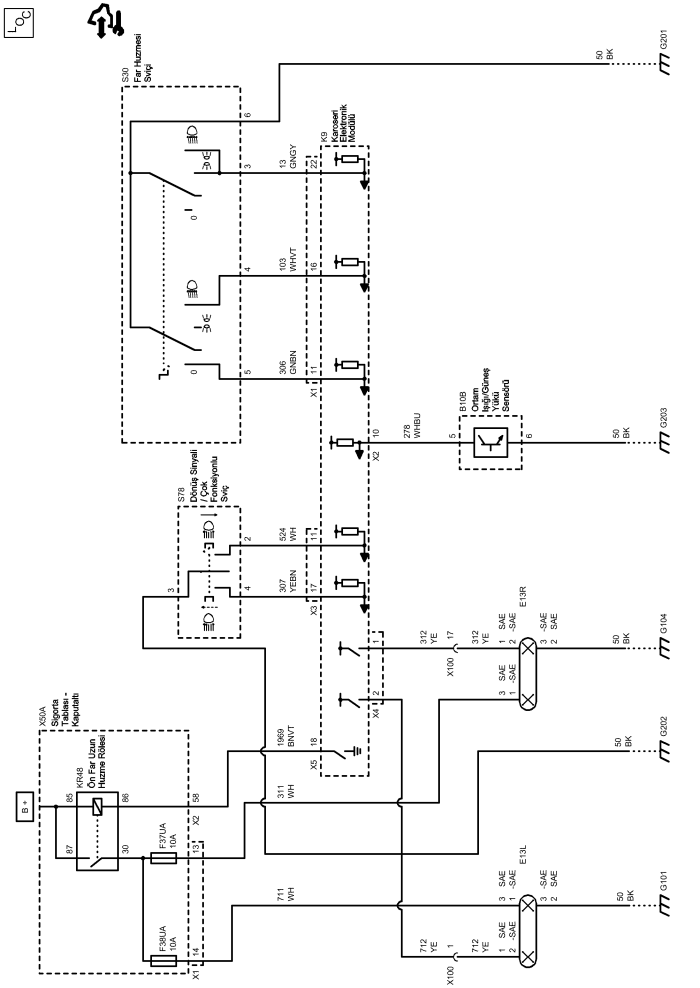 LOC
B +
X50A
Sigorta
Tablası -
Kaputaltı
KR48
Ön Far Uzun
Huzme Rölesi
85
87
86
30
F38UA
10A
F37UA
10A
X1
14
13
X2
58
1969
BNVT
311
WH
711
WH
S78
Dönüş Sinyali
/ Çok
Fonksiyonlu
Sviç
3
4
2
307
YEBN
524
WH
S30
Far Huzmesi
Sviçi
0
0
5
4
3
6
306
GNBN
103
WHVT
13
GNGY
K9
Karoseri
Elektronik
Modülü
X5
18
X3
17
11
X1
11
16
22
X4
2
1
X2
10
278
WHBU
B10B
Ortam
Işığı/Güneş
Yükü
Sensörü
5
6
712
YE
X100
1
712
YE
1 SAE
2 -SAE
3 SAE
1 -SAE
E13L
3 -SAE
2 SAE
312
YE
X100
17
312
YE
3 SAE
1 -SAE
1 SAE
2 -SAE
E13R
3 -SAE
2 SAE
50
BK
G101
50
BK
G202
50
BK
G104
50
BK
G203
50
BK
G201